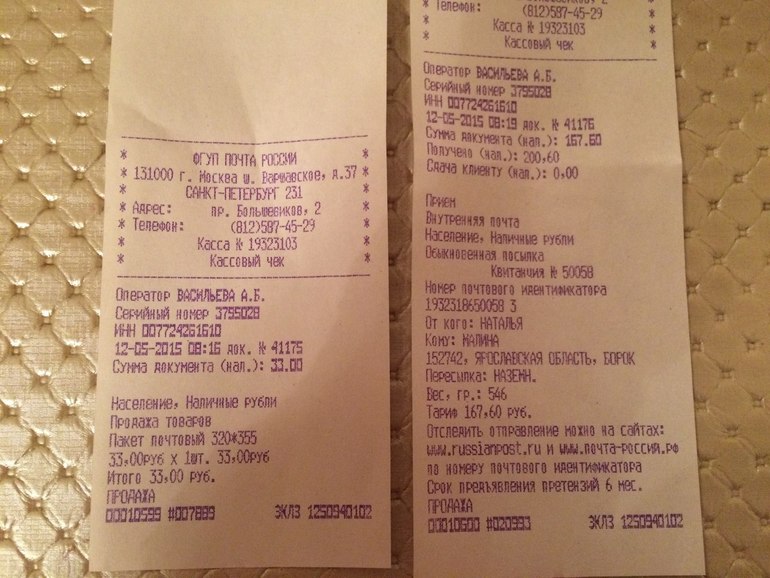 * ФГУП ПОЧТА РОССИИ *
* 131000 г. Москва ш. Варшавское, д.37 *
* САНКТ-ПЕТЕРБУРГ 231 *
* Адрес: пр. Большевиков, 2 *
* Телефон: (812)587-45-29 *
* Касса № 19323103 *
* Кассовый чек *
Оператор ВАСИЛЬЕВА А.Б.
Серийный номер 3795028
ИНН 007724261610
12-05-2015 08:16 док. № 41175
Сумма документа (нал.): 33.00
Население, Наличные рубли
Продажа товаров
Пакет почтовый 320*355
33,00руб х 1шт. 33,00руб
Итого 33,00 руб.
ПРОДАЖА
00010599 #007899 ЭКЛЗ 1250940102
* Телефон: (812)587-45-29 *
* Касса № 19323103 *
* Кассовый чек *
Оператор ВАСИЛЬЕВА А.Б.
Серийный номер 3795028
ИНН 007724261610
12-05-2015 08:19 док. № 41176
Сумма документа (нал.): 167.60
Получено (нал.): 200,60
Сдача клиенту (нал.): 0,00
Прием
Внутренняя почта
Население, Наличные рубли
Обыкновенная посылка
Квитанция № 50058
Номер почтового идентификатора
1932318650058 3
От кого: НАТАЛЬЯ
Кому: МАЛИНА
152742, ЯРОСЛАВСКАЯ ОБЛАСТЬ, БОРОК
Пересылка: НАЗЕМН.
Вес, гр.: 546
Тариф 167,60 руб.
Отследить отправление можно на сайтах:
www.russianpost.ru и www.почта-россия.рф
по номеру почтового идентификатора
Срок предъявления претензий 6 мес.
ПРОДАЖА
00010600 #020993 ЭКЛЗ 1250940102